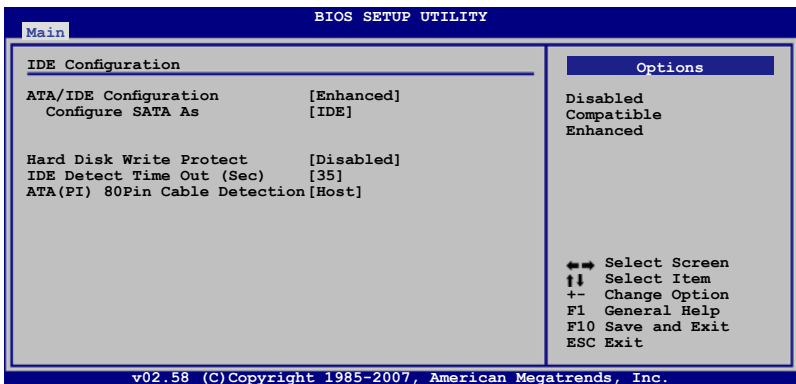 BIOS SETUP UTILITY
Main
IDE Configuration
ATA/IDE Configuration [Enhanced]
Configure SATA As [IDE]
Hard Disk Write Protect [Disabled]
IDE Detect Time Out (Sec) [35]
ATA(PI) 80Pin Cable Detection[Host]
Options
Disabled
Compatible
Enhanced
Select Screen
Select Item
+- Change Option
F1 General Help
F10 Save and Exit
ESC Exit
v02.58 (C)Copyright 1985-2007, American Megatrends, Inc.